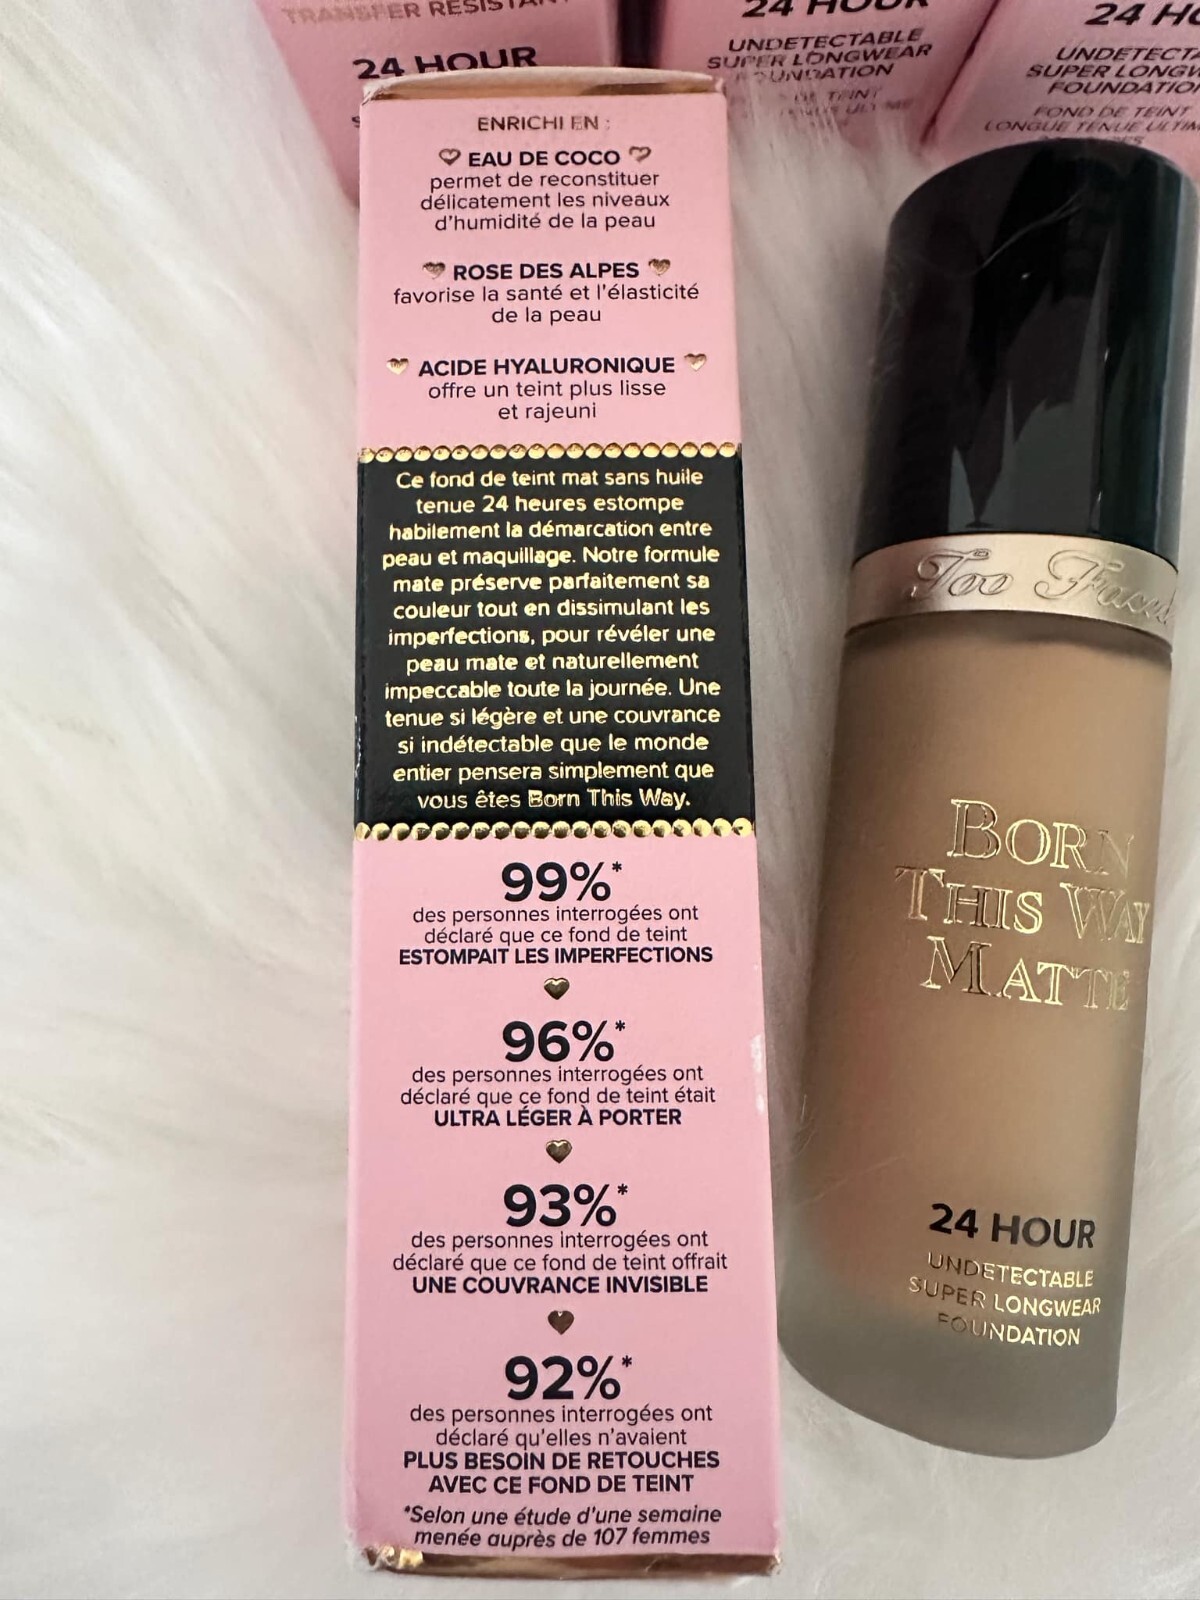 TRANSFER RESISTANT
24 HOUR
24 HOUR
UNDETECTABLE
SUPER LONGWEAR
FOUNDATION
24
UNDETECTABLE
SUPER LONGWEAR
FOUNDATION
FOND DE TEINT
LONGUE TENUE
ENRICHI EN :
EAU DE COCO
permet de reconstituer
délicatement les niveaux
d'humidité de la peau
ROSE DES ALPES
favorise la santé et l'élasticité
de la peau
ACIDE HYALURONIQUE
offre un teint plus lisse
et rajeuni
Ce fond de teint mat sans huile
tenue 24 heures estompe
habilement la démarcation entre
peau et maquillage. Notre formule
mate préserve parfaitement sa
couleur tout en dissimulant les
imperfections, pour révéler une
peau mate et naturellement
impeccable toute la journée. Une
tenue si légère et une couvrance
si indétectable que le monde
entier pensera simplement que
vous êtes Born This Way.
99%*
des personnes interrogées ont
déclaré que ce fond de teint
ESTOMPAIT LES IMPERFECTIONS
96%*
des personnes interrogées ont
déclaré que ce fond de teint était
ULTRA LÉGER À PORTER
93%*
des personnes interrogées ont
déclaré que ce fond de teint offrait
UNE COUVRANCE INVISIBLE
92%*
des personnes interrogées ont
déclaré qu'elles n'avaient
PLUS BESOIN DE RETOUCHES
AVEC CE FOND DE TEINT
*Selon une étude d'une semaine
menée auprès de 107 femmes
Too Faced
BORN
THIS WAY
MATTE
24 HOUR
UNDETECTABLE
SUPER LONGWEAR
FOUNDATION